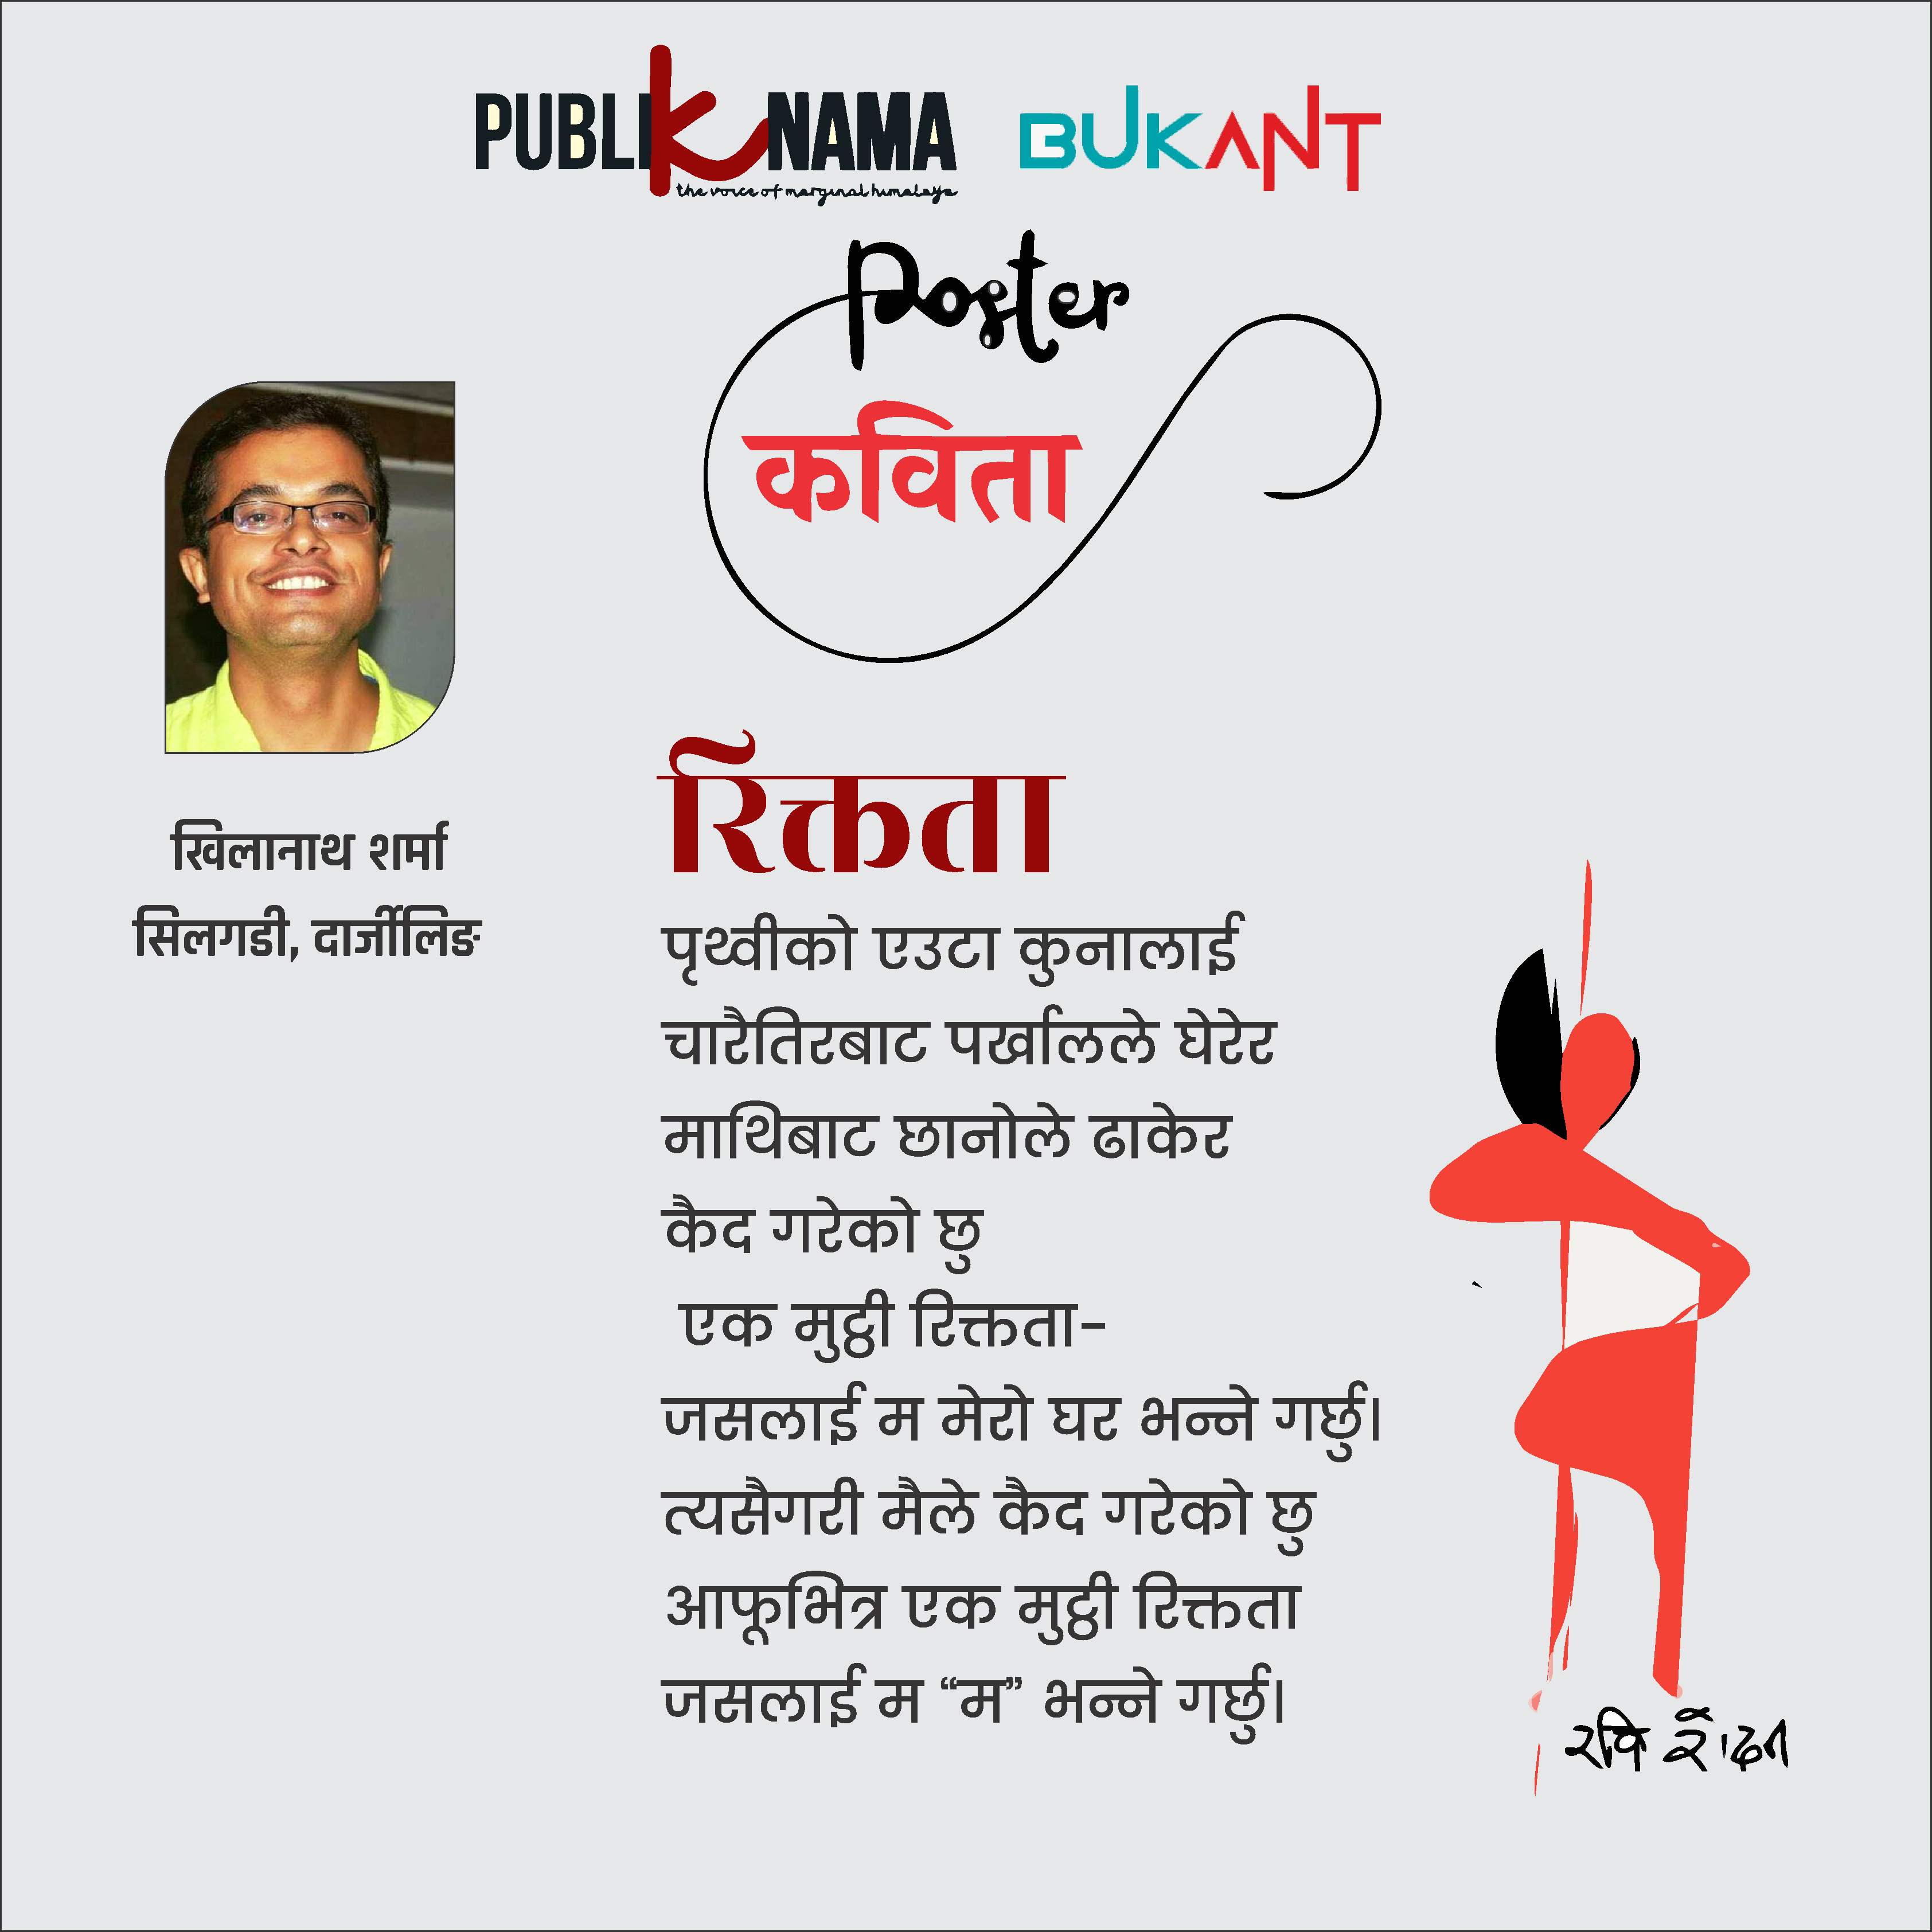 PUBLIKNAMA
the voice of marginal himalaya
BUKANT
Poster
कविता
खिलानाथ शर्मा
सिलगडी, दार्जीलिङ
रिक्तता
पृथ्वीको एउटा कुनालाई
चारैतिरबाट पर्खालले घेरेर
माथिबाट छानोले ढाकेर
कैद गरेको छु
एक मुट्ठी रिक्तता-
जसलाई म मेरो घर भन्ने गर्छु।
त्यसैगरी मैले कैद गरेको छु
आफूभित्र एक मुट्ठी रिक्तता
जसलाई म “म” भन्ने गर्छु।
रवि